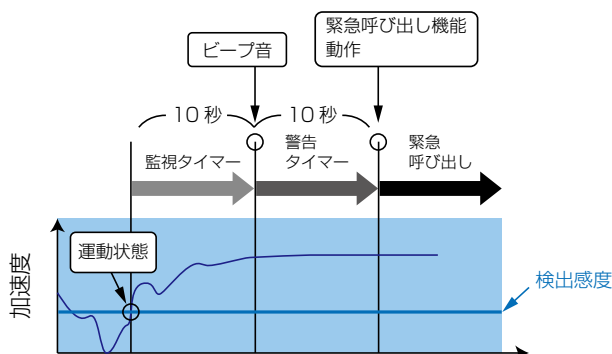 緊急呼び出し機能
動作
ビープ音
10 秒
10 秒
監視タイマー
警告
タイマー
緊急
呼び出し
運動状態
加速度
検出感度